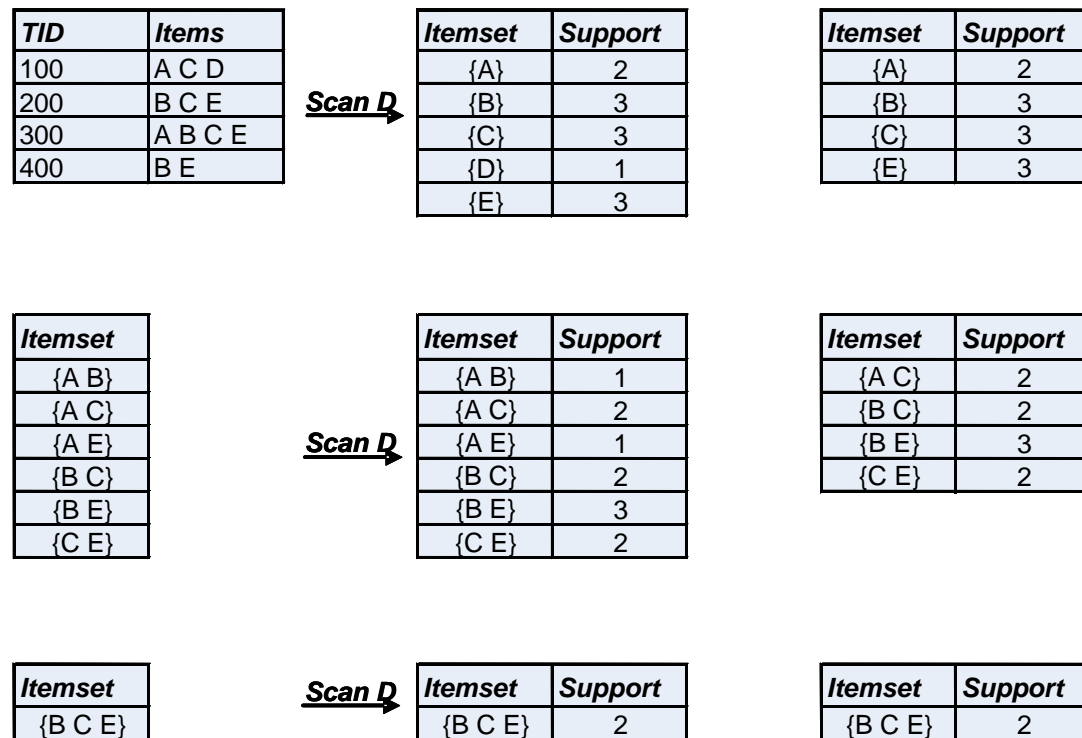 TID Items
100 A C D
200 B C E
300 A B C E
400 B E
Scan D
Itemset Support
{A} 2
{B} 3
{C} 3
{D} 1
{E} 3
Itemset Support
{A} 2
{B} 3
{C} 3
{E} 3
Itemset
{A B}
{A C}
{A E}
{B C}
{B E}
{C E}
Scan D
Itemset Support
{A B} 1
{A C} 2
{A E} 1
{B C} 2
{B E} 3
{C E} 2
Itemset Support
{A C} 2
{B C} 2
{B E} 3
{C E} 2
Itemset
{B C E}
Scan D
Itemset Support
{B C E} 2
Itemset Support
{B C E} 2